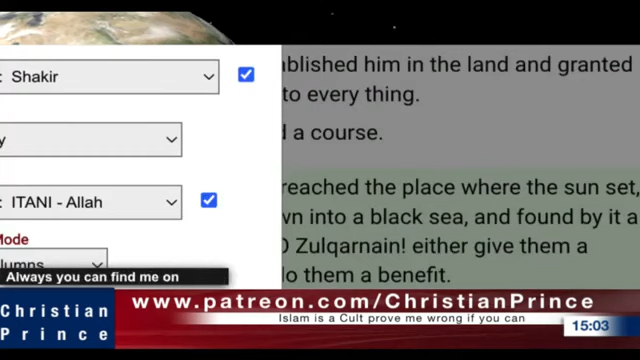 : Shakir
ablished him in the land and granted
to every thing.
d a course.
y
reached the place where the sun set,
: ITANI - Allah
wn into a black sea, and found by it a
Mode
O Zulqarnain! either give them a
lumns
do them a benefit.
Always you can find me on
Christian
Prince
www.patreon.com/ChristianPrince
Islam is a Cult prove me wrong if you can
15:03